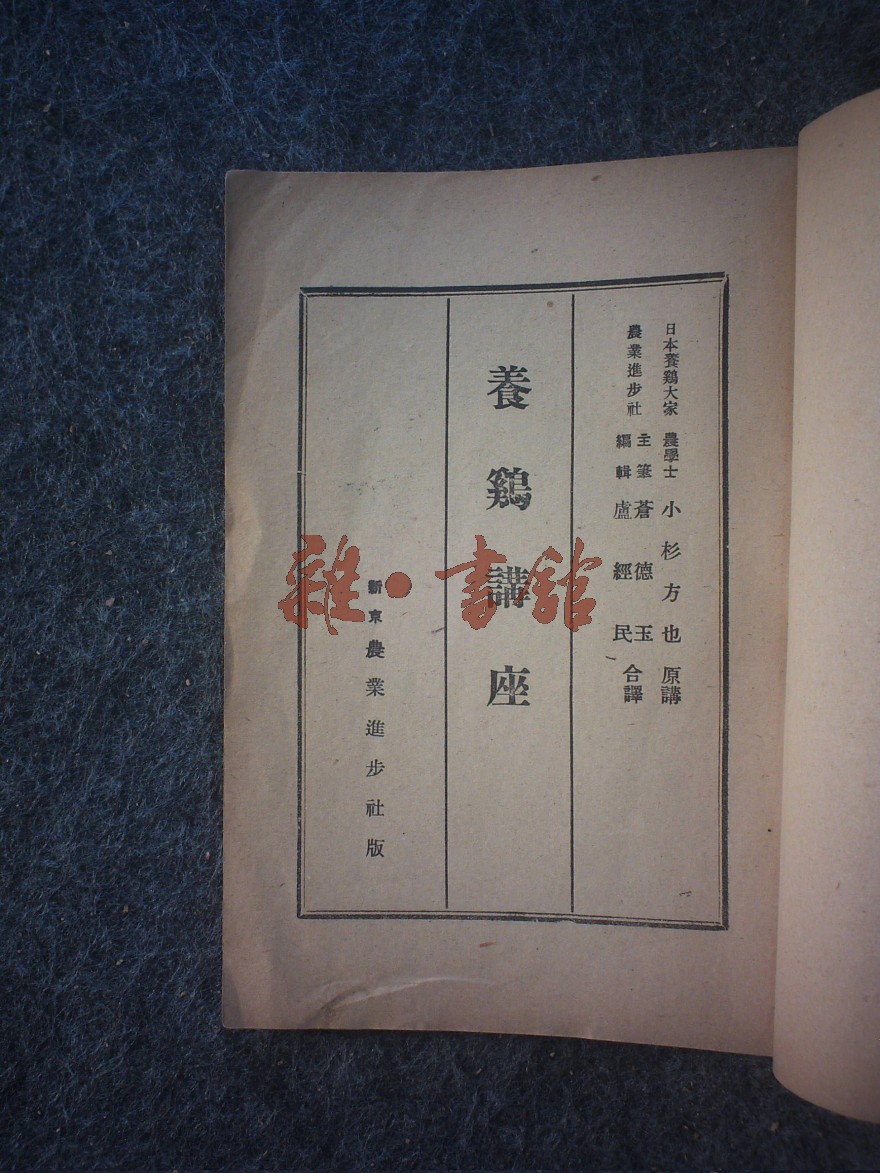 日本養鷄大家 農學士 小杉方也 原講
農業進步社 主筆 蒼德玉
編輯 盧經民 合譯
養鷄講座
新京 農業進步社版
雜·書館